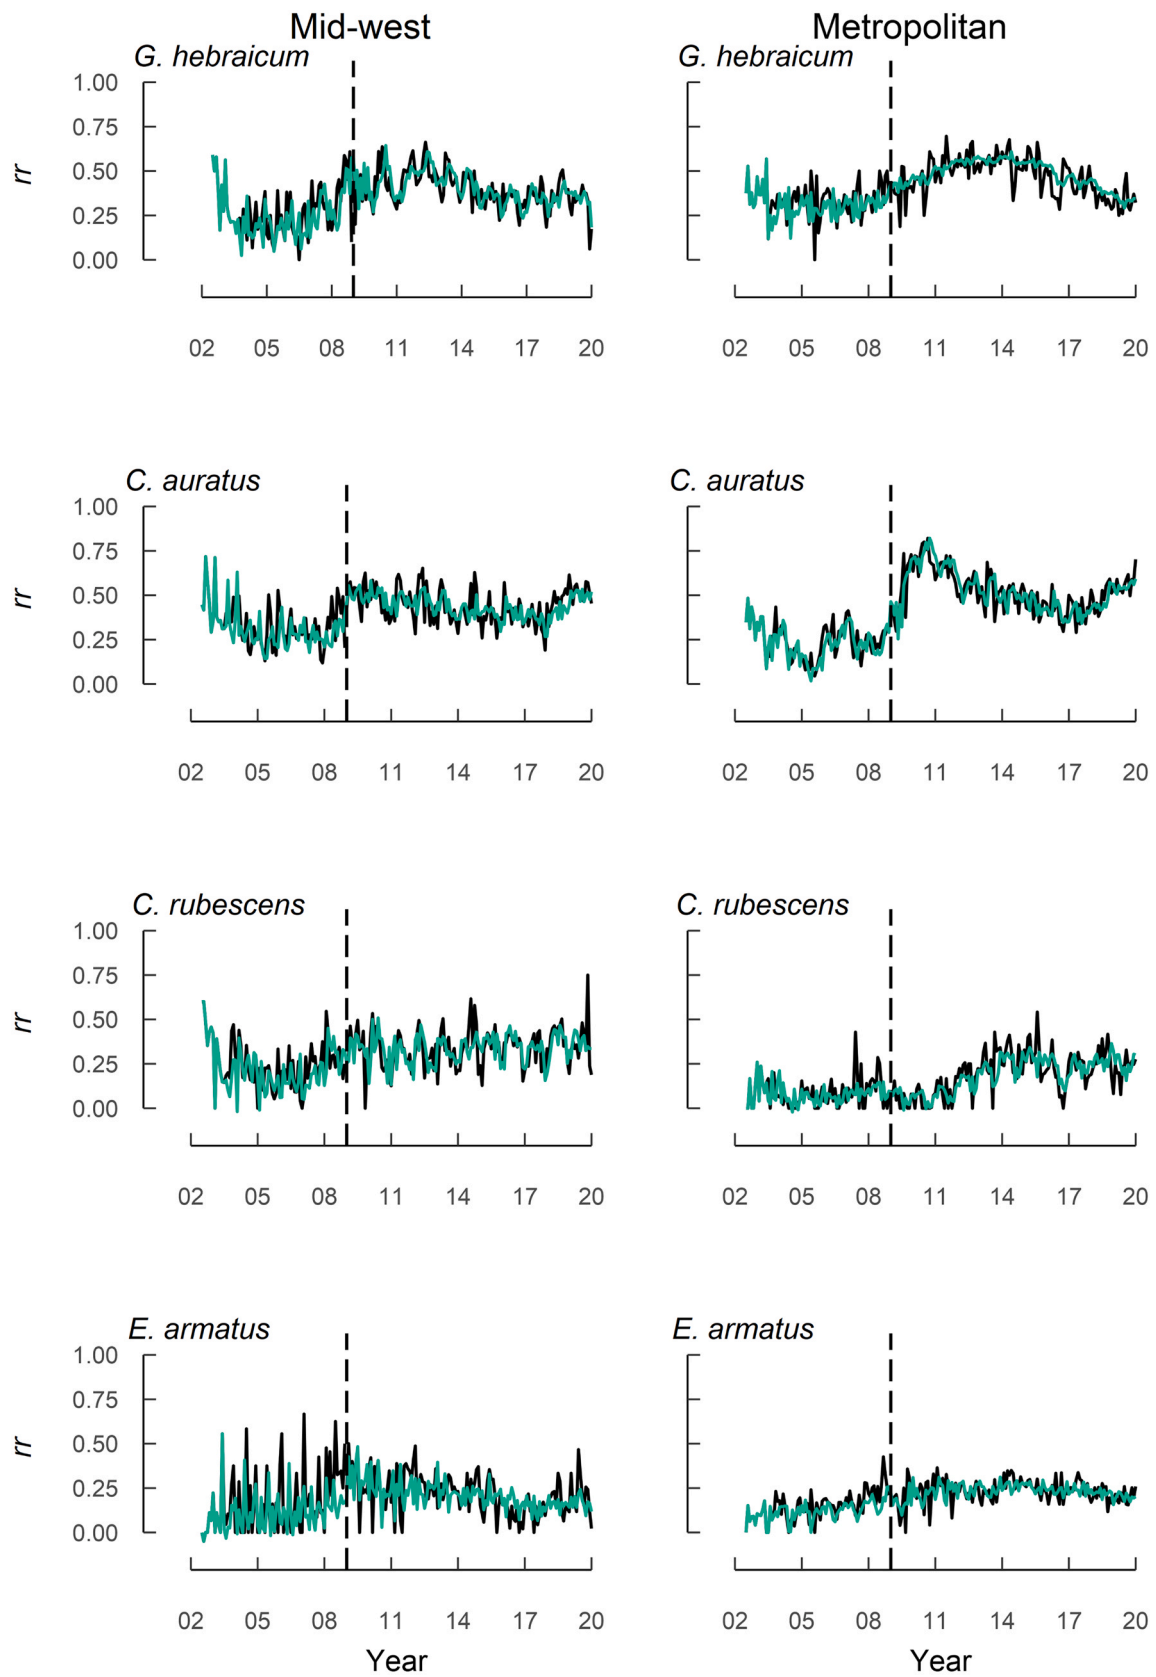 Mid-west Metropolitan
G. hebraicum G. hebraicum
1.00
0.75
0.50
0.25
0.00
rr
02 05 08 11 14 17 20 02 05 08 11 14 17 20
C. auratus C. auratus
1.00
0.75
0.50
0.25
0.00
rr
02 05 08 11 14 17 20 02 05 08 11 14 17 20
C. rubescens C. rubescens
1.00
0.75
0.50
0.25
0.00
rr
02 05 08 11 14 17 20 02 05 08 11 14 17 20
E. armatus E. armatus
1.00
0.75
0.50
0.25
0.00
rr
02 05 08 11 14 17 20 02 05 08 11 14 17 20
Year Year